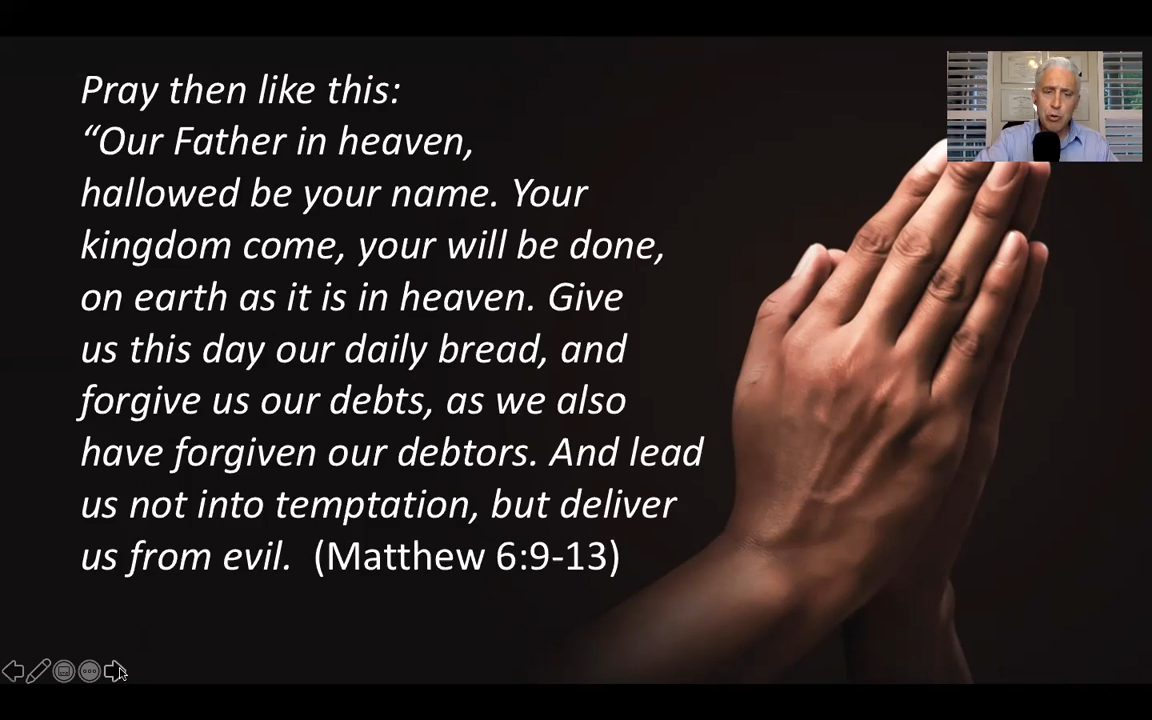 Pray then like this:
“Our Father in heaven,
hallowed be your name. Your
kingdom come, your will be done,
on earth as it is in heaven. Give
us this day our daily bread, and
forgive us our debts, as we also
have forgiven our debtors. And lead
us not into temptation, but deliver
us from evil.  (Matthew 6:9-13)